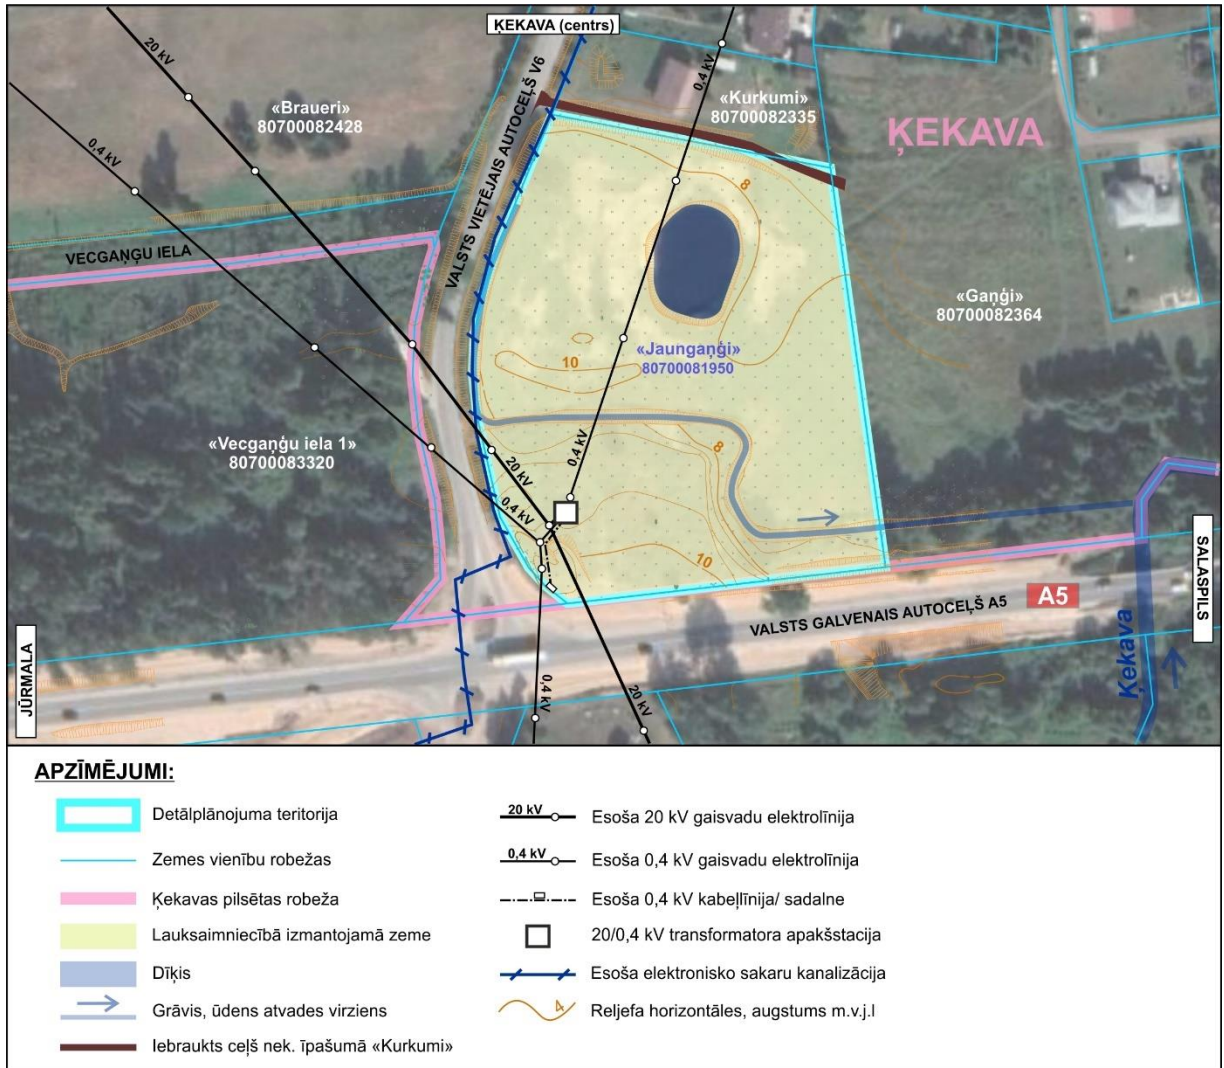 ĶEKAVA (centrs)
20 kV
0,4 kV
«Braueri»
80700082428
0,4 kV
«Kurkumi»
80700082335
ĶEKAVA
VALSTS VIETĒJAIS AUTOCEĻŠ V6
8
VECGAŅĢU IELA
«Gaņģi»
80700082364
«Jaungaņģi»
80700081950
10
«Vecgaņģu iela 1»
80700083320
0,4 kV
8
20 kV
0,4 kV
10
SALASPILS
A5
VALSTS GALVENAIS AUTOCEĻŠ A5
Ķekava
JŪRMALA
0,4 kV
20 kV
APZĪMĒJUMI:
Detālplānojuma teritorija
Zemes vienību robežas
Ķekavas pilsētas robeža
Lauksaimniecībā izmantojamā zeme
Dīķis
Grāvis, ūdens atvades virziens
Iebraukts ceļš nek. īpašumā «Kurkumi»
20 kV
Esoša 20 kV gaisvadu elektrolīnija
0,4 kV
Esoša 0,4 kV gaisvadu elektrolīnija
Esoša 0,4 kV kabeļlīnija/ sadalne
20/0,4 kV transformatora apakšstacija
Esoša elektronisko sakaru kanalizācija
4
Reljefa horizontāles, augstums m.v.j.l